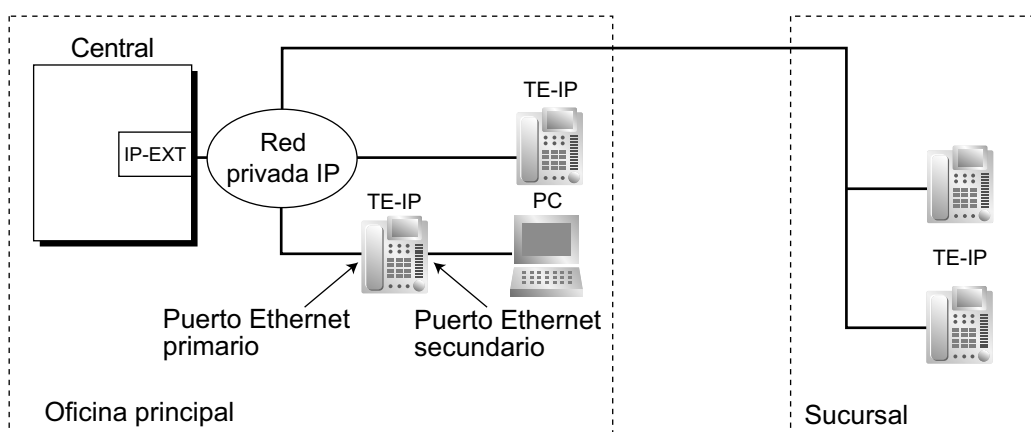 Central
IP-EXT
Red
privada IP
TE-IP
TE-IP
PC
Puerto Ethernet
primario
Puerto Ethernet
secundario
Oficina principal
TE-IP
Sucursal